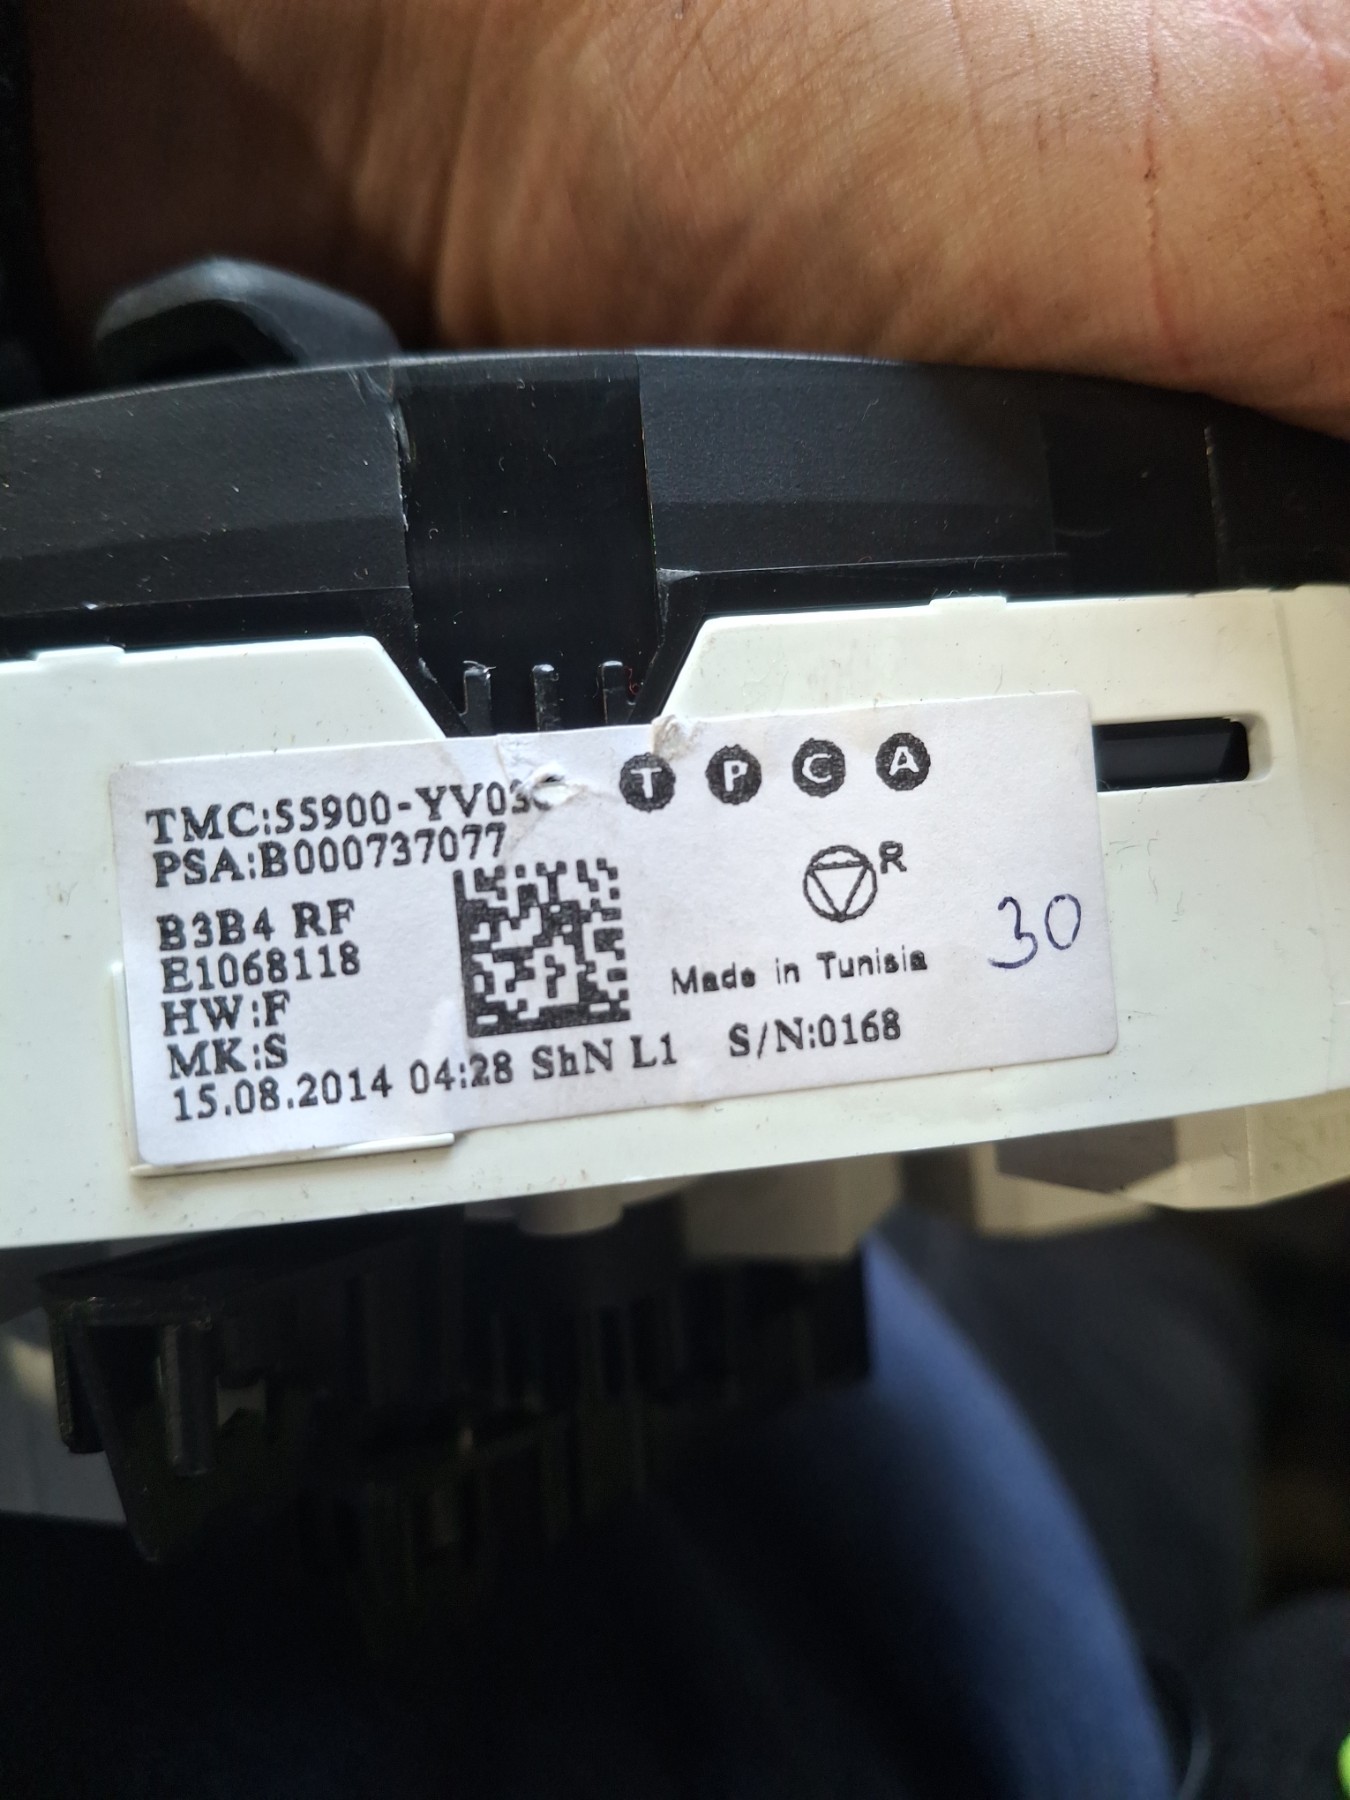 TMC:55900-YV0
PSA:B000737077
T P C A
R
B3B4 RF
E1068118
HW:F
MK:S
Made in Tunisia
30
15.08.2014 04:28 ShN L1 S/N:0168